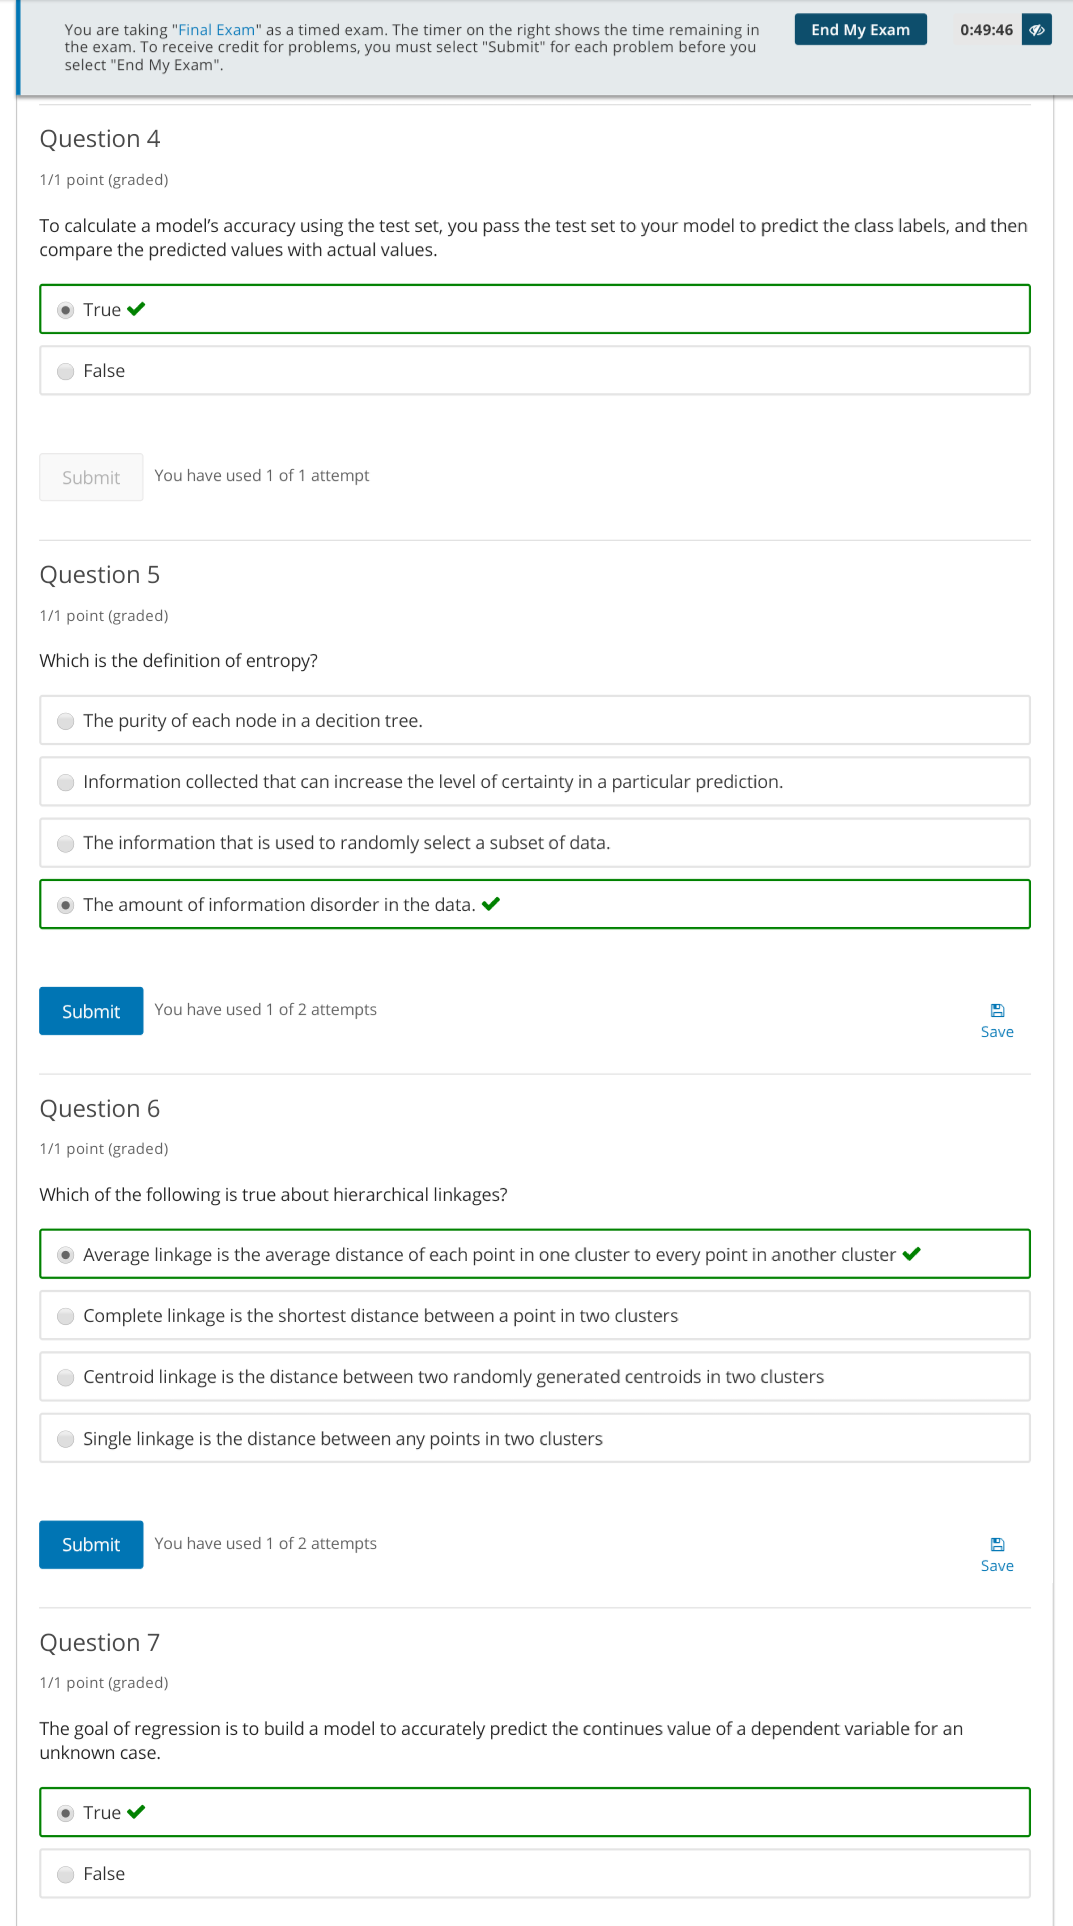 You are taking "Final Exam" as a timed exam. The timer on the right shows the time remaining in
the exam. To receive credit for problems, you must select "Submit" for each problem before you
select "End My Exam".
End My Exam
0:49:46
Question 4
1/1 point (graded)
To calculate a model’s accuracy using the test set, you pass the test set to your model to predict the class labels, and then
compare the predicted values with actual values.
True
False
Submit
You have used 1 of 1 attempt
Question 5
1/1 point (graded)
Which is the definition of entropy?
The purity of each node in a decition tree.
Information collected that can increase the level of certainty in a particular prediction.
The information that is used to randomly select a subset of data.
The amount of information disorder in the data.
Submit
You have used 1 of 2 attempts
Save
Question 6
1/1 point (graded)
Which of the following is true about hierarchical linkages?
Average linkage is the average distance of each point in one cluster to every point in another cluster
Complete linkage is the shortest distance between a point in two clusters
Centroid linkage is the distance between two randomly generated centroids in two clusters
Single linkage is the distance between any points in two clusters
Submit
You have used 1 of 2 attempts
Save
Question 7
1/1 point (graded)
The goal of regression is to build a model to accurately predict the continues value of a dependent variable for an
unknown case.
True
False